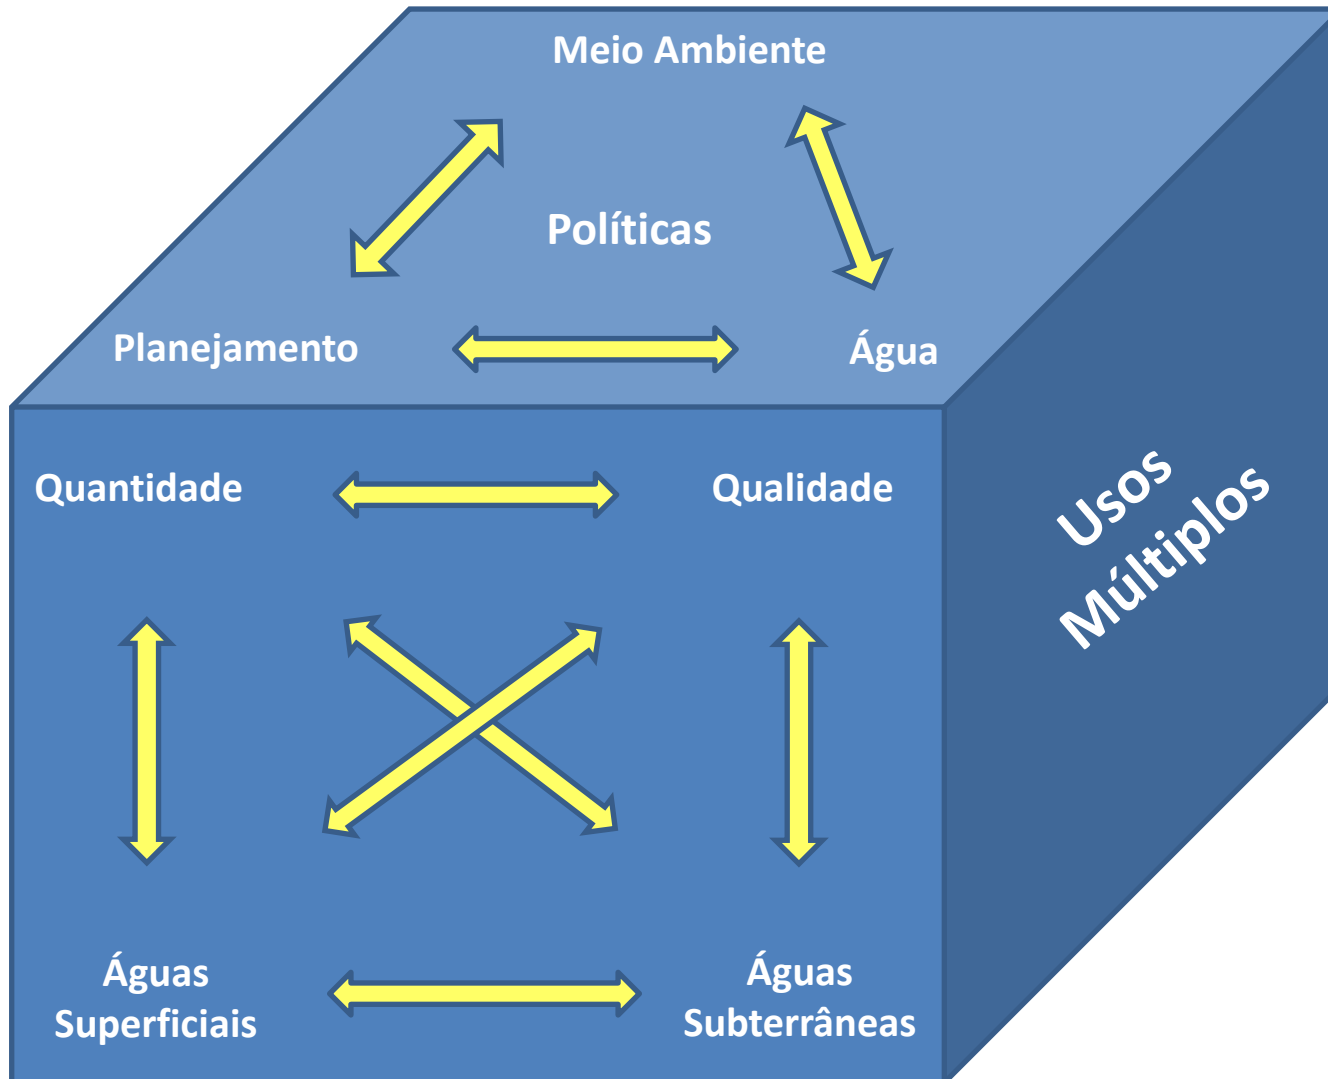 Meio Ambiente
Políticas
Planejamento
Água
Quantidade
Qualidade
Usos
Múltiplos
Águas
Superficiais
Águas
Subterrâneas